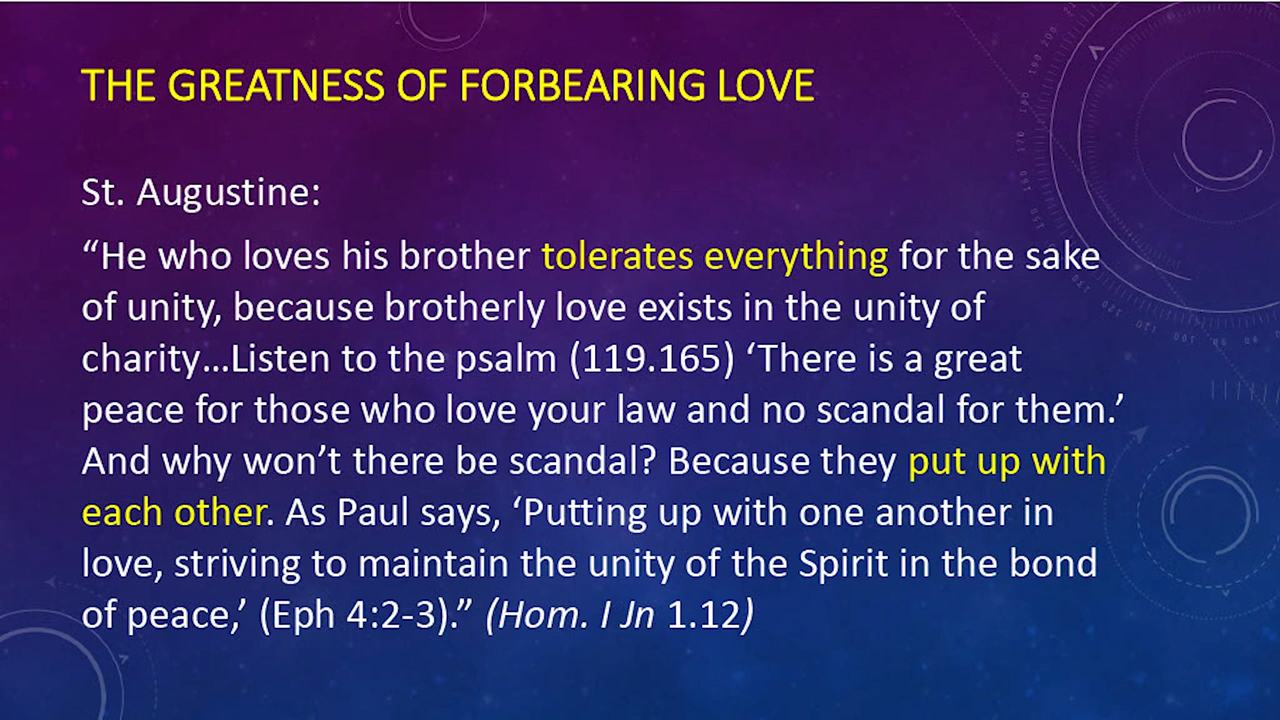 THE GREATNESS OF FORBEARING LOVE
St. Augustine:
“He who loves his brother tolerates everything for the sake
of unity, because brotherly love exists in the unity of
charity…Listen to the psalm (119.165) ‘There is a great
peace for those who love your law and no scandal for them.’
And why won’t there be scandal? Because they put up with
each other. As Paul says, ‘Putting up with one another in
love, striving to maintain the unity of the Spirit in the bond
of peace,’ (Eph 4:2-3).” (Hom. I Jn 1.12)